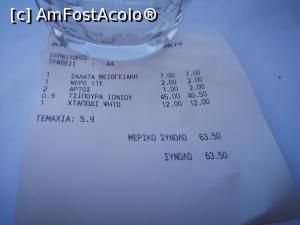 [c] AmFostAcolo®
ΣΕΡΒΙΤΟΡΟΣ
ΤΡΑΠΕΖΙ : A4
1 ΣΑΛΑΤΑ ΜΕΣΟΓΕΙΑΚΗ 7.00 7.00
1 ΝΕΡΟ 1lt 2.00 2.00
2 ΑΡΤΟΣ 1.00 2.00
0.9 ΤΣΙΠΟΥΡΑ ΙΟΝΙΟΥ 45.00 40.50
1 ΧΤΑΠΟΔΙ ΨΗΤΟ 12.00 12.00
ΤΕΜΑΧΙΑ: 5.9
ΜΕΡΙΚΟ ΣΥΝΟΛΟ 63.50
ΣΥΝΟΛΟ 63.50